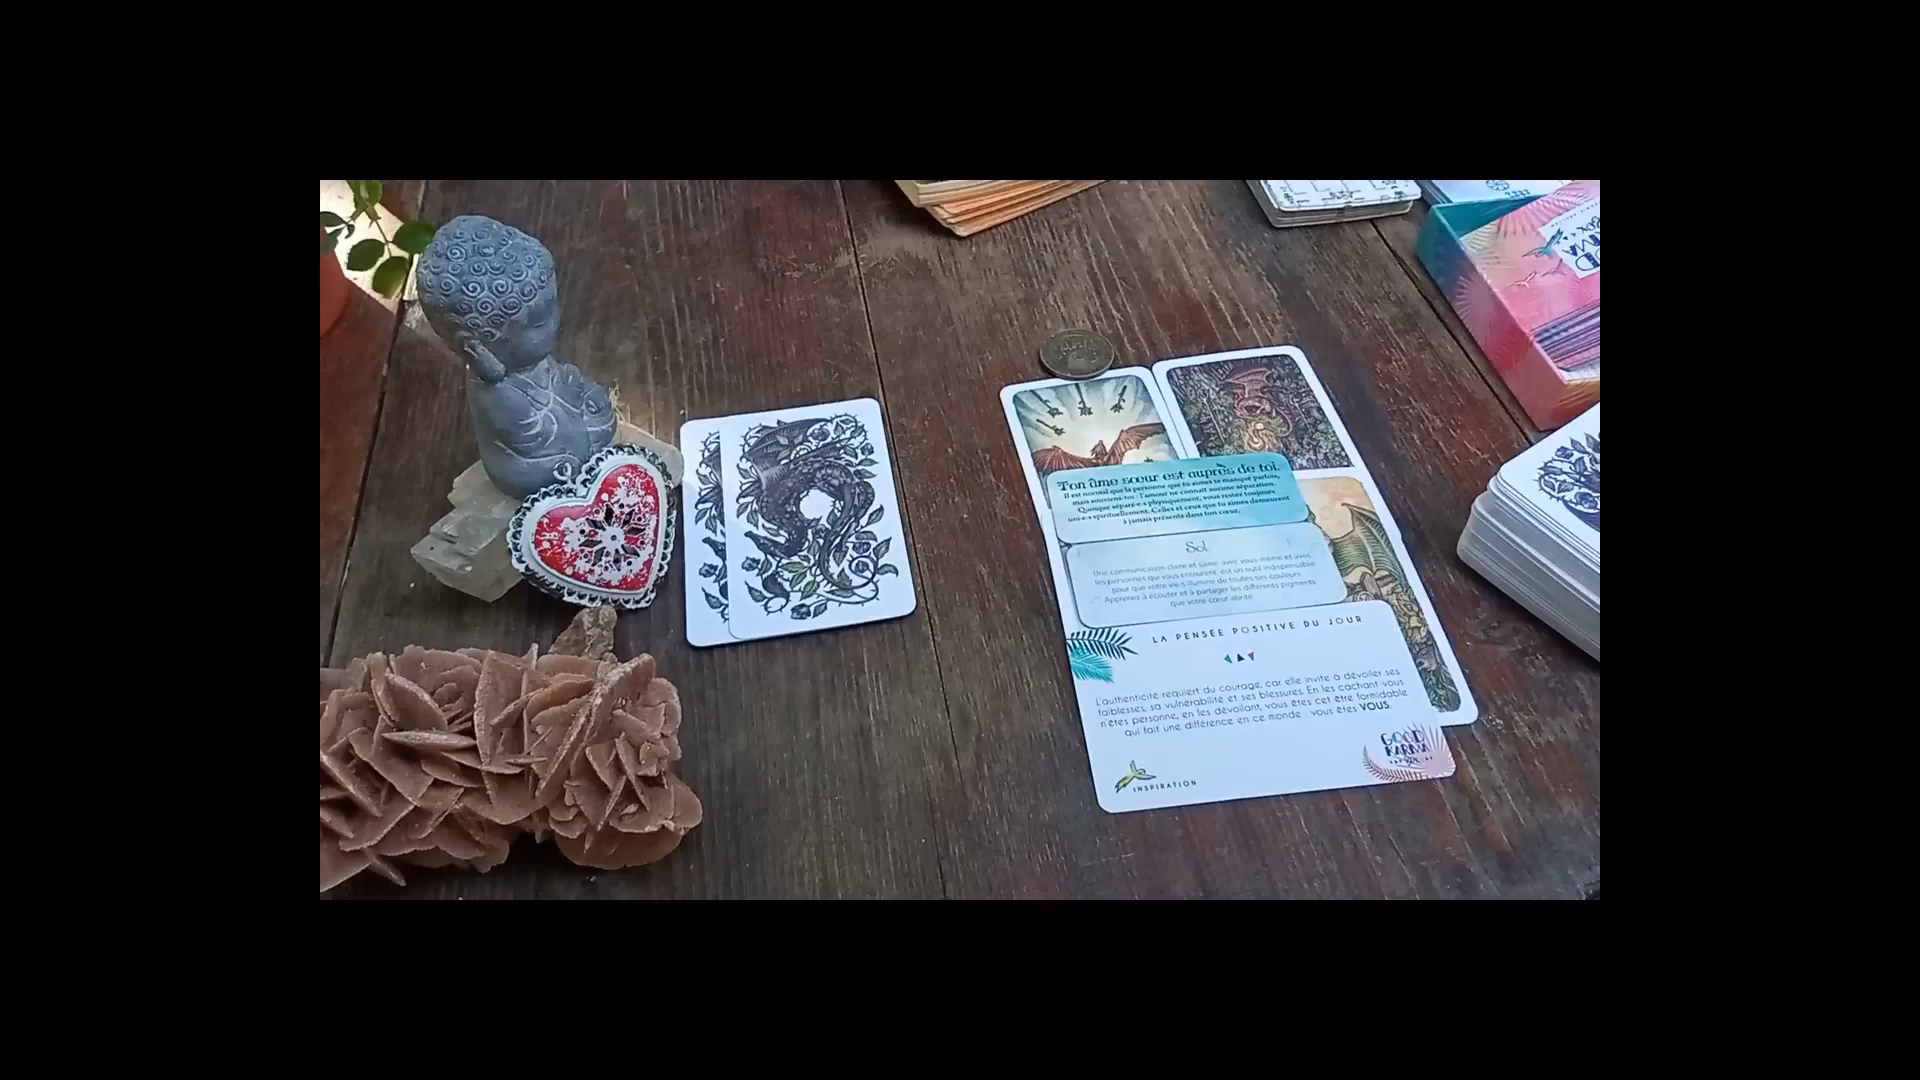 Ton âme sœur est auprès de toi.
Il est normal que la personne que tu aimes te manque parfois,
mais souviens-toi : l'amour ne connaît aucune séparation.
Quoique séparé·e·s physiquement, vous restez toujours
uni·e·s spirituellement. Celles et ceux que tu aimes demeurent
à jamais présents dans ton cœur.
Sol
Une communication claire et saine, avec vous-même et avec
les personnes qui vous entourent, est un outil indispensable
pour que votre vie s'illumine de toutes ses couleurs.
Apprenez à écouter et à partager les différents pigments
que votre cœur abrite.
LA PENSÉE POSITIVE DU JOUR
L'authenticité requiert du courage, car elle invite à dévoiler ses
faiblesses, sa vulnérabilité et ses blessures. En les cachant vous
n'êtes personne, en les dévoilant, vous êtes cet être formidable
qui fait une différence en ce monde vous êtes VOUS.
GOOD
KARMA
INSPIRATION